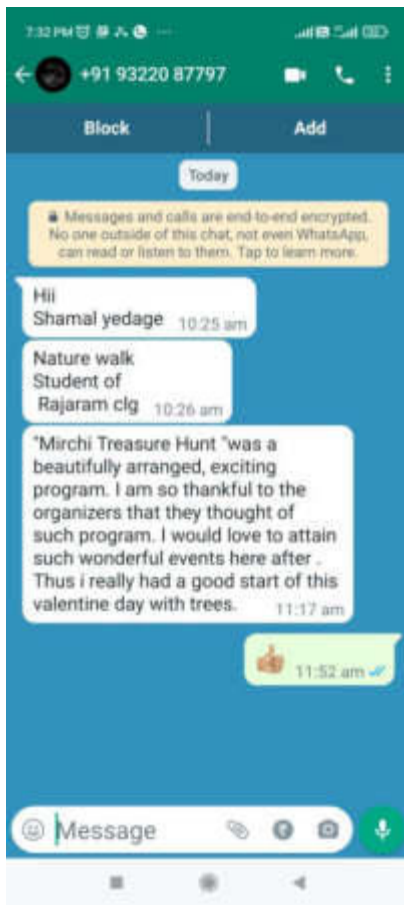 7:32 PM
+91 93220 87797
Block
Add
Today
Messages and calls are end-to-end encrypted.
No one outside of this chat, not even WhatsApp,
can read or listen to them. Tap to learn more.
Hii
Shamal yedage 10:25 am
Nature walk
Student of
Rajaram clg 10:26 am
"Mirchi Treasure Hunt "was a
beautifully arranged, exciting
program. I am so thankful to the
organizers that they thought of
such program. I would love to attain
such wonderful events here after .
Thus i really had a good start of this
valentine day with trees. 11:17 am
11:52 am
Message